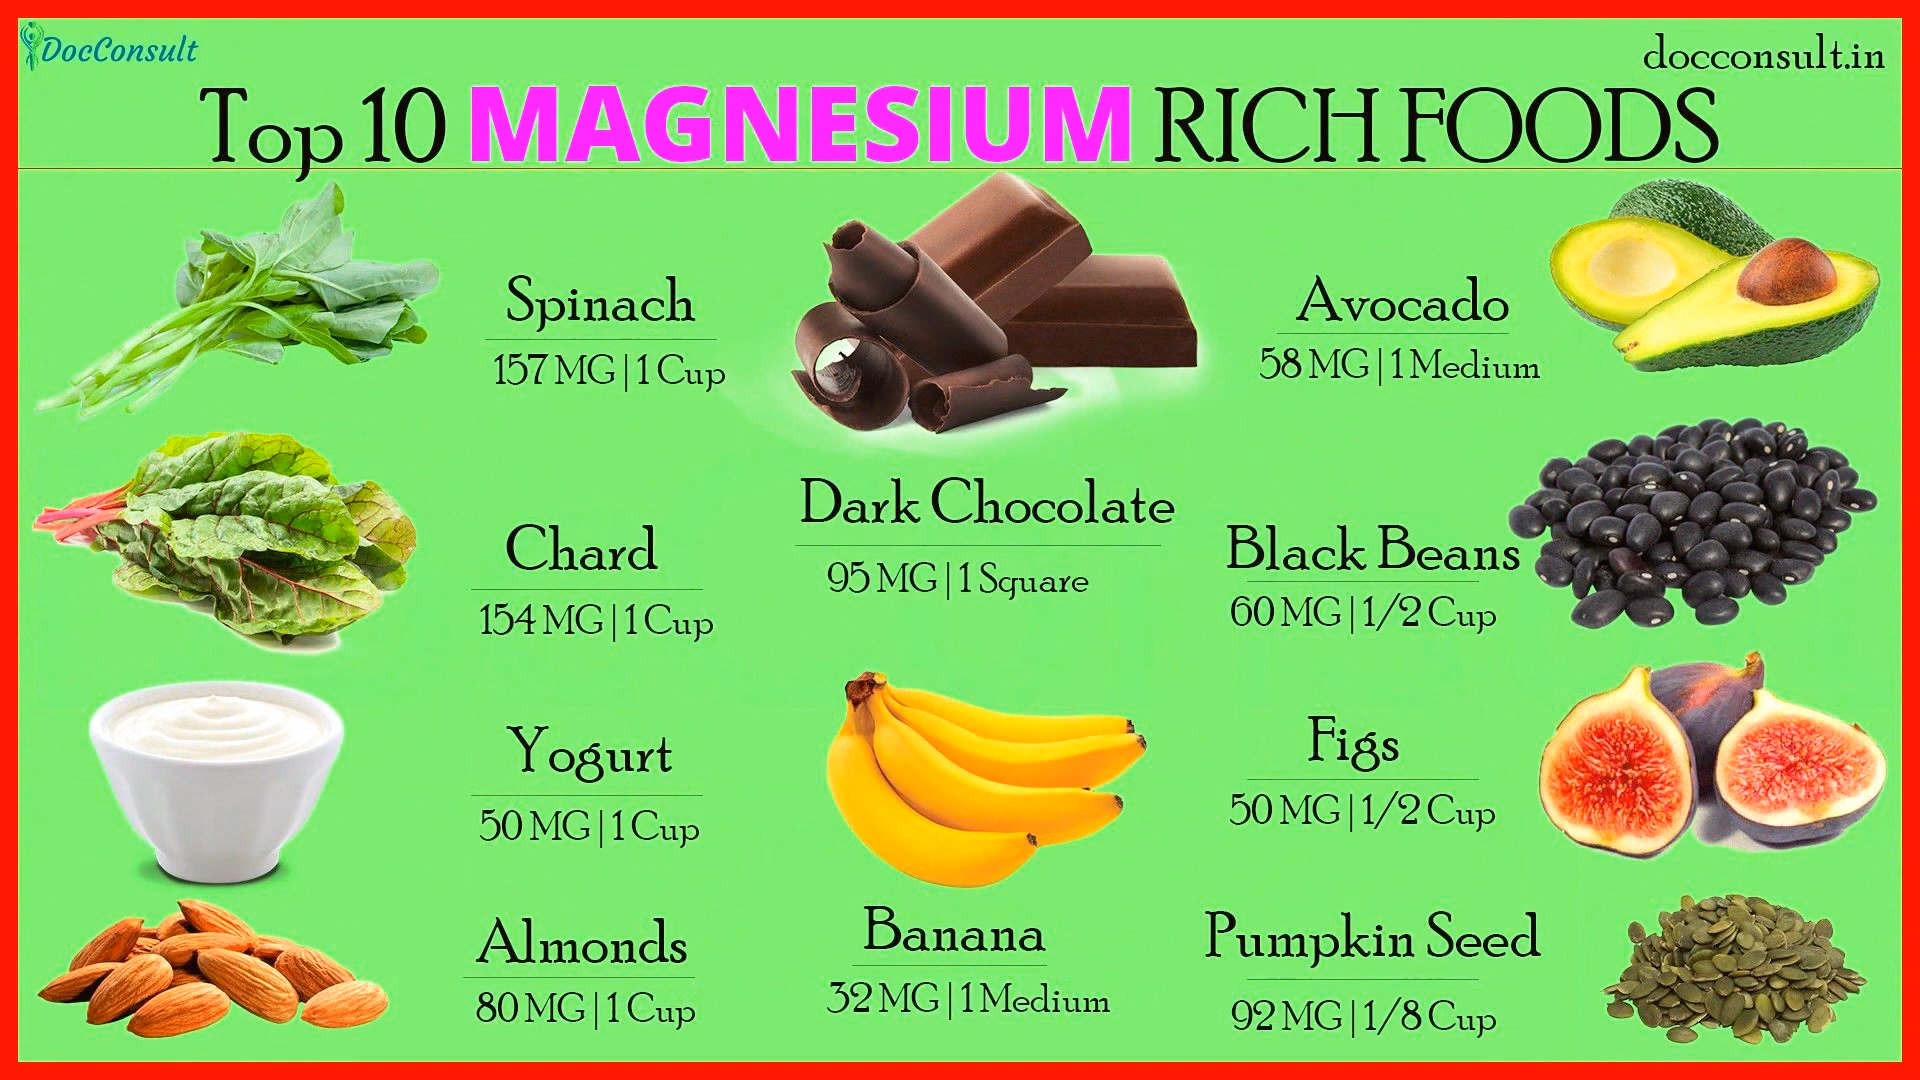 DocConsult
docconsult.in
Top 10 MAGNESIUM RICH FOODS
Spinach
157 MG | 1 Cup
Dark Chocolate
95 MG | 1 Square
Avocado
58 MG | 1 Medium
Chard
154 MG | 1 Cup
Black Beans
60 MG | 1/2 Cup
Yogurt
50 MG | 1 Cup
Figs
50 MG | 1/2 Cup
Almonds
80 MG | 1 Cup
Banana
32 MG | 1 Medium
Pumpkin Seed
92 MG | 1/8 Cup